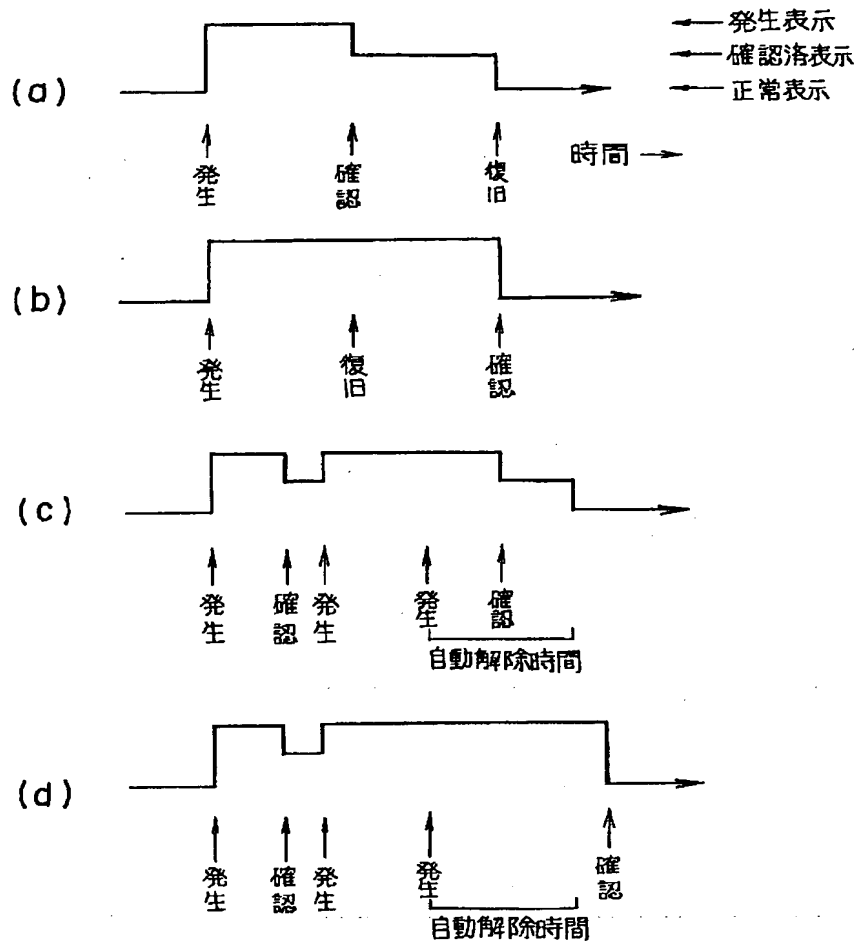 ←発生表示
←確認済表示
←正常表示
(a)
発生
確認
復旧
時間→
(b)
発生
復旧
確認
(c)
発生
確認
発生
発生
確認
自動解除時間
(d)
発生
確認
発生
発生
確認
自動解除時間